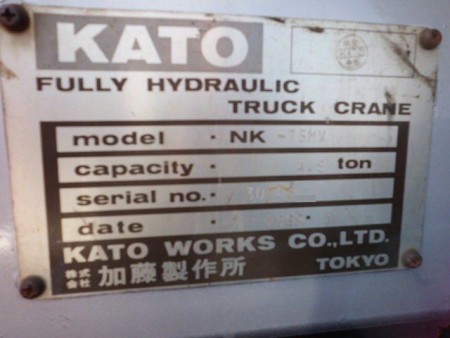 KATO
FULLY HYDRAULIC
TRUCK CRANE
model · NK
capacity · ton
serial no. ·
date ·
KATO WORKS CO.,LTD.
株式会社 加藤製作所 TOKYO